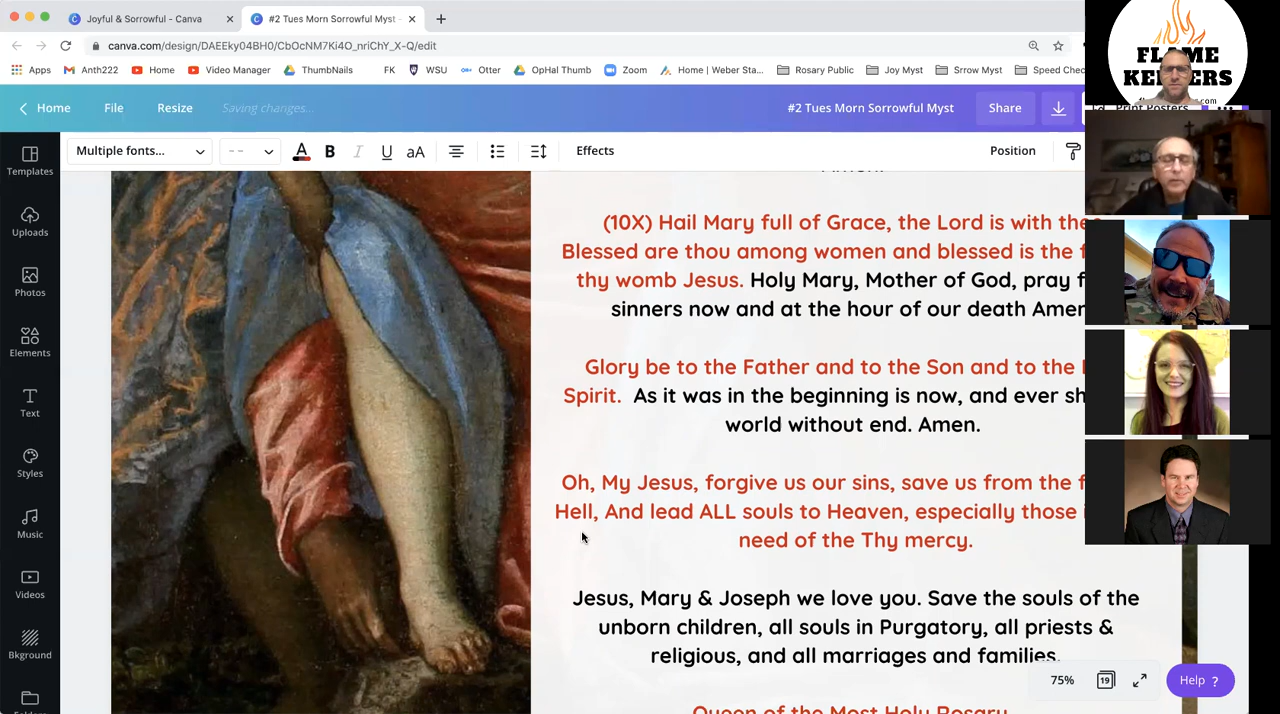 Joyful & Sorrowful - Canva
#2 Tues Morn Sorrowful Myst -
canva.com/design/DAEEky04BH0/CbOcNM7Ki4O_nriChY_X-Q/edit
Apps Anth222 Home Video Manager ThumbNails FK WSU Otter OpHal Thumb Zoom Home | Weber Sta... Rosary Public Joy Myst Srrow Myst Speed Chec
Home File Resize Saving changes... #2 Tues Morn Sorrowful Myst Share Print Posters
Multiple fonts... -- A B I U aA Effects Position
Templates
Uploads
Photos
Elements
Text
Styles
Music
Videos
Bkground
(10X) Hail Mary full of Grace, the Lord is with
Blessed are thou among women and blessed is the
thy womb Jesus. Holy Mary, Mother of God, pray
sinners now and at the hour of our death Amen
Glory be to the Father and to the Son and to the
Spirit. As it was in the beginning is now, and ever
world without end. Amen.
Oh, My Jesus, forgive us our sins, save us from the
Hell, And lead ALL souls to Heaven, especially those
need of the Thy mercy.
Jesus, Mary & Joseph we love you. Save the souls of the
unborn children, all souls in Purgatory, all priests &
religious, and all marriages and families.
Queen of the Most Holy Rosary
75% 19 Help ?
FLAME
.com